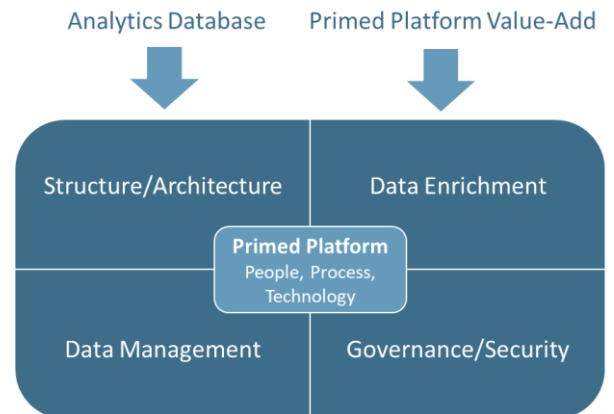 Analytics Database
Primed Platform Value-Add
Structure/Architecture
Data Enrichment
Primed Platform
People, Process,
Technology
Data Management
Governance/Security